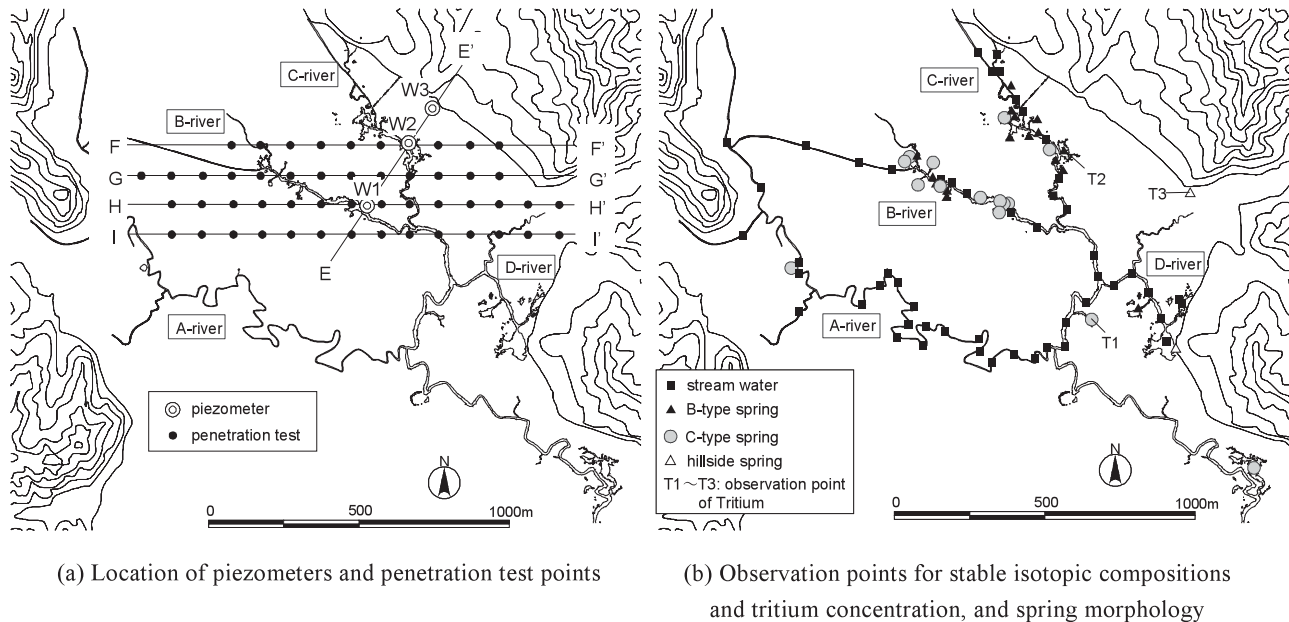 E'
C-river
W3
B-river
W2
F
F'
G
G'
W1
H
H'
I
I'
E
D-river
A-river
piezometer
penetration test
N
0
500
1000m
(a) Location of piezometers and penetration test points
C-river
T2
T3
B-river
D-river
A-river
T1
stream water
B-type spring
C-type spring
hillside spring
T1～T3: observation point
of Tritium
N
0
500
1000m
(b) Observation points for stable isotopic compositions
and tritium concentration, and spring morphology